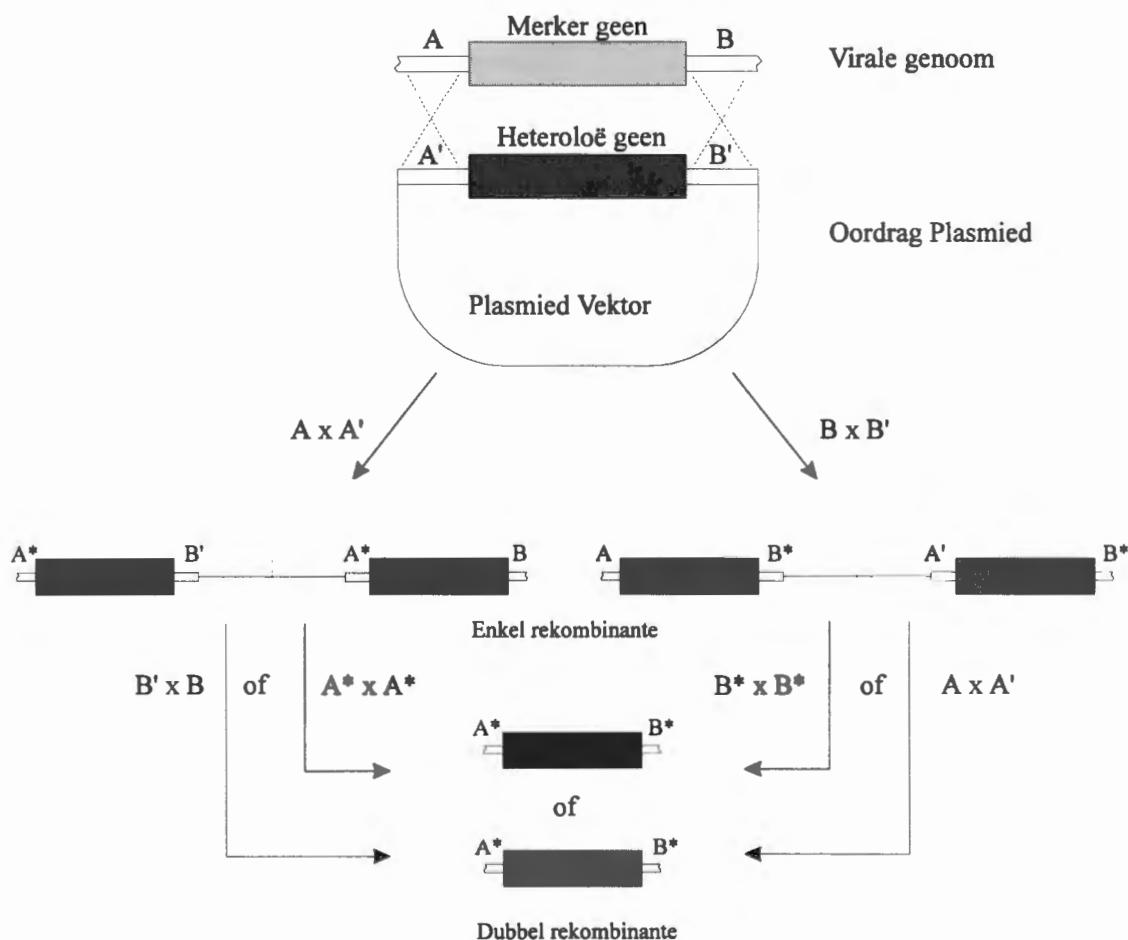 Merker geen
A B
Virale genoom
Heteroloë geen
A' B'
Oordrag Plasmied
Plasmied Vektor
A x A' B x B'
A* B' A* B A B* A' B*
Enkel rekombinante
B' x B of A* x A* B* x B* of A x A'
A* B*
of
A* B*
Dubbel rekombinante